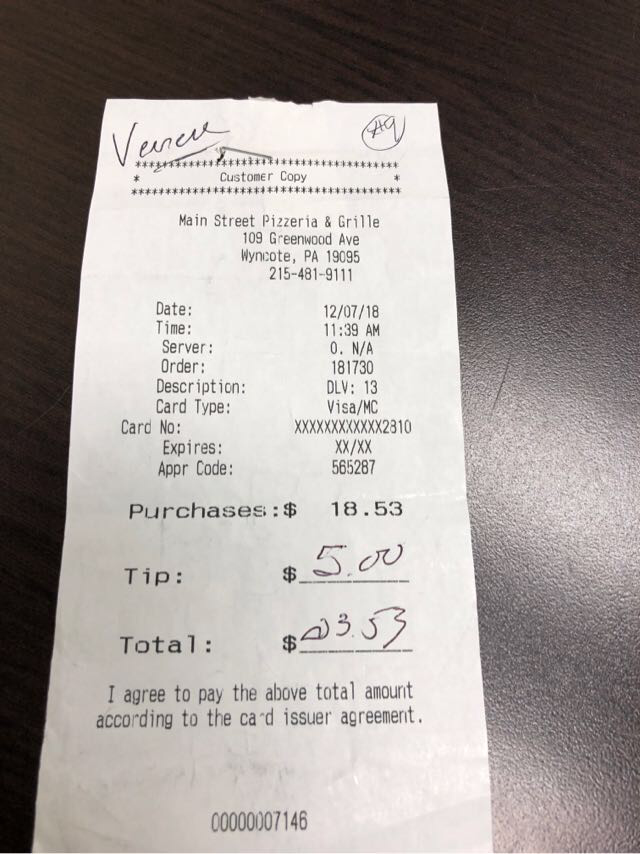 #9
*********************************
* Customer Copy *
*********************************
Main Street Pizzeria & Grille
109 Greenwood Ave
Wyncote, PA 19095
215-481-9111
Date: 12/07/18
Time: 11:39 AM
Server: 0. N/A
Order: 181730
Description: DLV: 13
Card Type: Visa/MC
Card No: XXXXXXXXXXXX2810
Expires: XX/XX
Appr Code: 565287
Purchases:$ 18.53
Tip: $ 5.00
Total: $ 23.53
I agree to pay the above total amount
according to the card issuer agreement.
00000007146